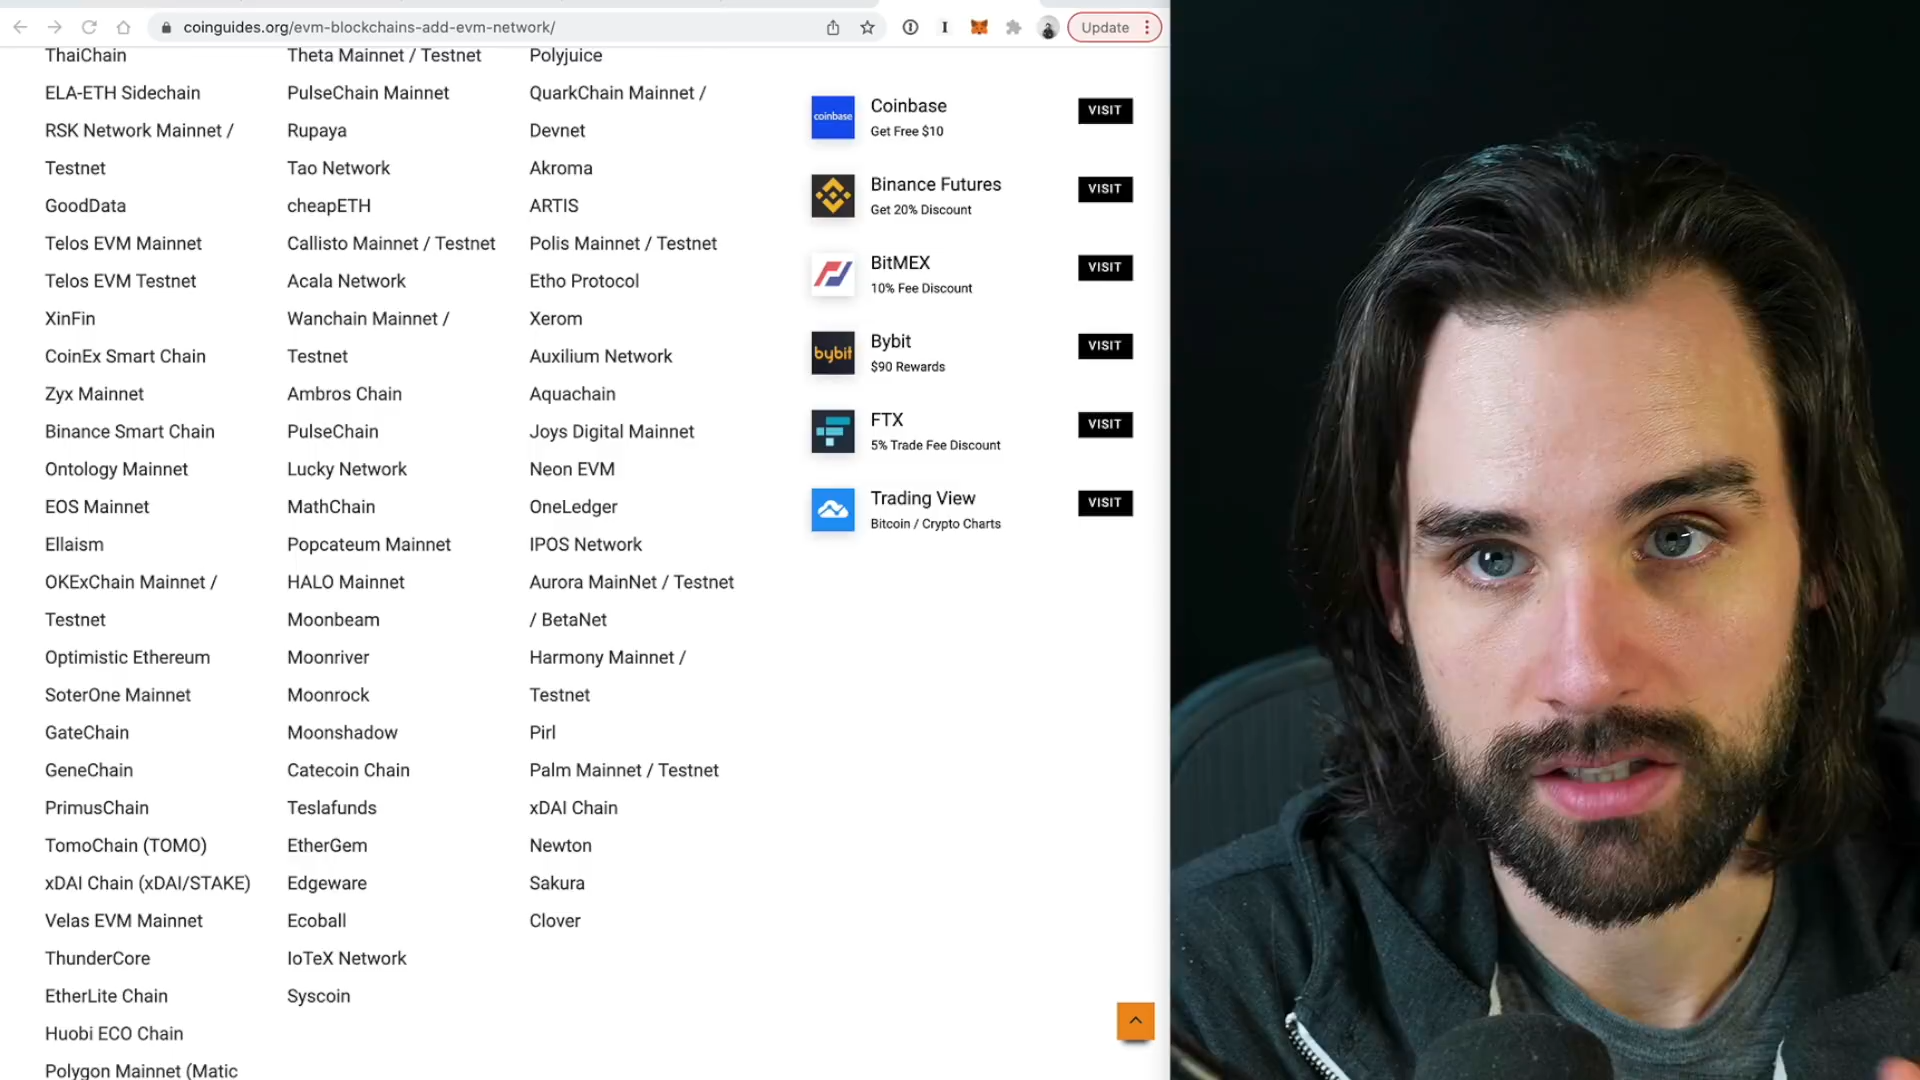 coinguides.org/evm-blockchains-add-evm-network/
Update
ThaiChain
ELA-ETH Sidechain
RSK Network Mainnet /
Testnet
GoodData
Telos EVM Mainnet
Telos EVM Testnet
XinFin
CoinEx Smart Chain
Zyx Mainnet
Binance Smart Chain
Ontology Mainnet
EOS Mainnet
Ellaism
OKExChain Mainnet /
Testnet
Optimistic Ethereum
SoterOne Mainnet
GateChain
GeneChain
PrimusChain
TomoChain (TOMO)
xDAI Chain (xDAI/STAKE)
Velas EVM Mainnet
ThunderCore
EtherLite Chain
Huobi ECO Chain
Polygon Mainnet (Matic
Theta Mainnet / Testnet
PulseChain Mainnet
Rupaya
Tao Network
cheapETH
Callisto Mainnet / Testnet
Acala Network
Wanchain Mainnet /
Testnet
Ambros Chain
PulseChain
Lucky Network
MathChain
Popcateum Mainnet
HALO Mainnet
Moonbeam
Moonriver
Moonrock
Moonshadow
Catecoin Chain
Teslafunds
EtherGem
Edgeware
Ecoball
IoTeX Network
Syscoin
Polyjuice
QuarkChain Mainnet /
Devnet
Akroma
ARTIS
Polis Mainnet / Testnet
Etho Protocol
Xerom
Auxilium Network
Aquachain
Joys Digital Mainnet
Neon EVM
OneLedger
IPOS Network
Aurora MainNet / Testnet
/ BetaNet
Harmony Mainnet /
Testnet
Pirl
Palm Mainnet / Testnet
xDAI Chain
Newton
Sakura
Clover
coinbase
Coinbase
Get Free $10
VISIT
Binance Futures
Get 20% Discount
VISIT
BitMEX
10% Fee Discount
VISIT
bybit
Bybit
$90 Rewards
VISIT
FTX
5% Trade Fee Discount
VISIT
Trading View
Bitcoin / Crypto Charts
VISIT